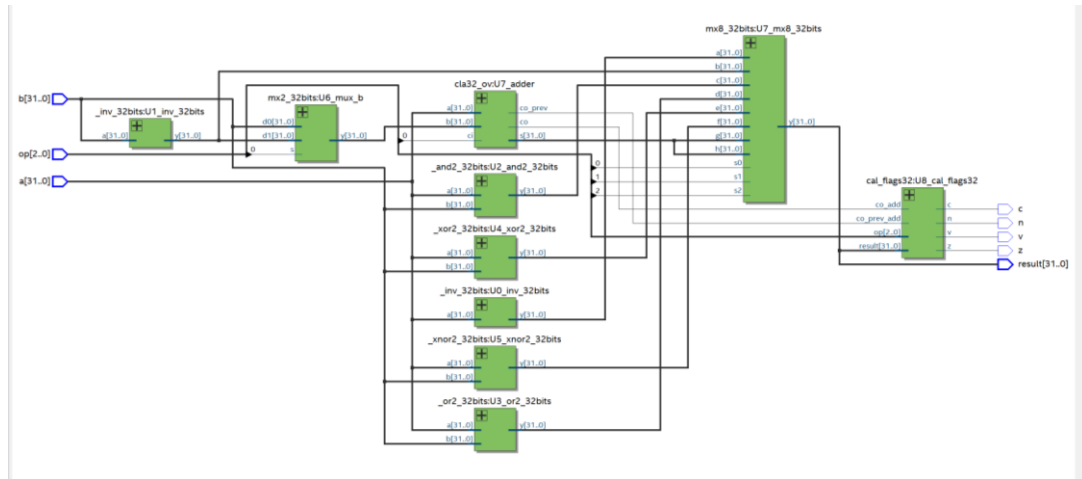 mx8_32bits:U7_mx8_32bits
a[31..0]
b[31..0]
c[31..0]
d[31..0]
e[31..0]
f[31..0]
g[31..0]
h[31..0]
s0
s1
s2
y[31..0]
0
1
2
cla32_ov:U7_adder
a[31..0]
b[31..0]
ci
co_prev
co
s[31..0]
0
b[31..0]
op[2..0]
a[31..0]
_inv_32bits:U1_inv_32bits
a[31..0]
y[31..0]
mx2_32bits:U6_mux_b
d0[31..0]
d1[31..0]
s
y[31..0]
0
_and2_32bits:U2_and2_32bits
a[31..0]
b[31..0]
y[31..0]
_xor2_32bits:U4_xor2_32bits
a[31..0]
b[31..0]
y[31..0]
_inv_32bits:U0_inv_32bits
a[31..0]
y[31..0]
_xnor2_32bits:U5_xnor2_32bits
a[31..0]
b[31..0]
y[31..0]
_or2_32bits:U3_or2_32bits
a[31..0]
b[31..0]
y[31..0]
cal_flags32:U8_cal_flags32
co_add
co_prev_add
op[2..0]
result[31..0]
c
n
v
z
c
n
v
z
result[31..0]